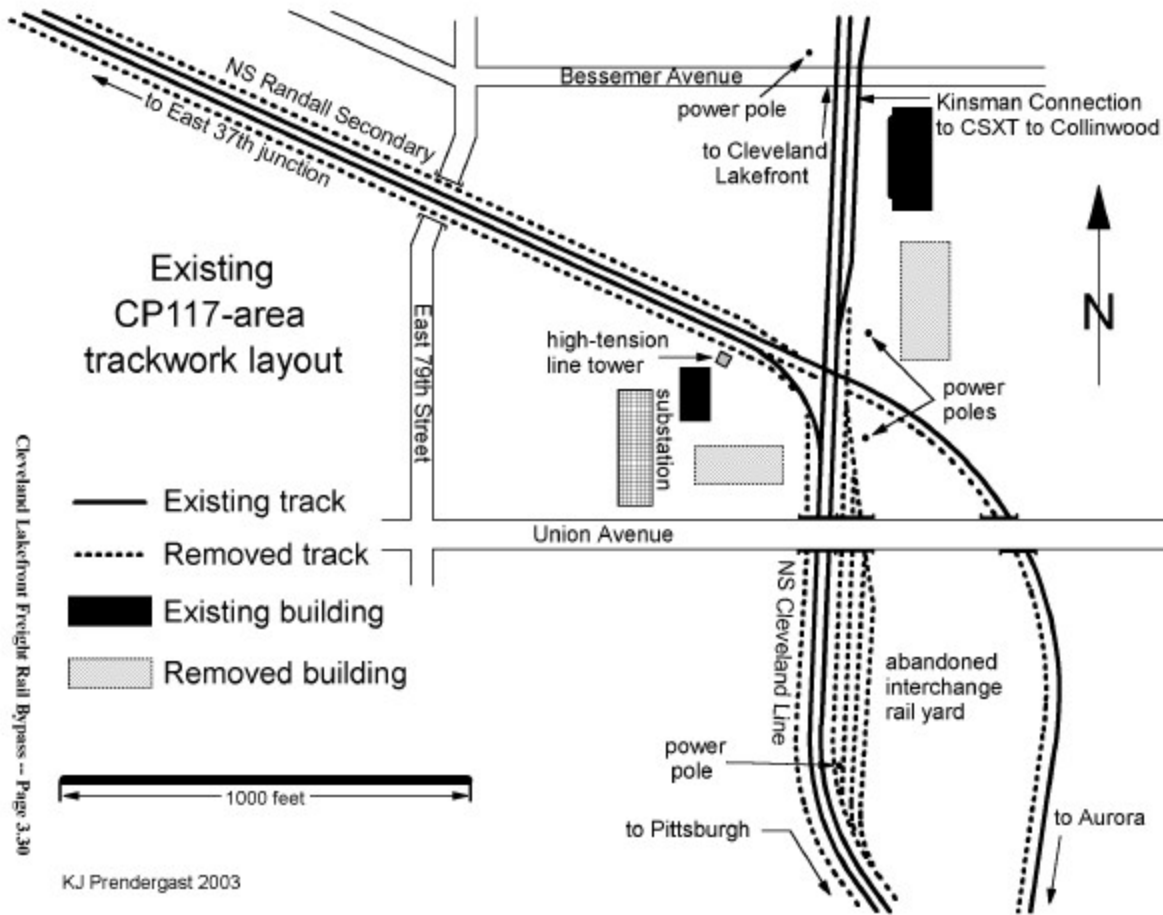 Bessemer Avenue
NS Randall Secondary
to East 37th junction
power pole
to Cleveland
Lakefront
Kinsman Connection
to CSXT to Collinwood
N
Existing
CP117-area
trackwork layout
East 79th Street
high-tension
line tower
substation
power
poles
Union Avenue
Existing track
Removed track
Existing building
Removed building
1000 feet
NS Cleveland Line
abandoned
interchange
rail yard
power
pole
to Pittsburgh
to Aurora
Cleveland Lakefront Freight Rail Bypass -- Page 3.30
KJ Prendergast 2003